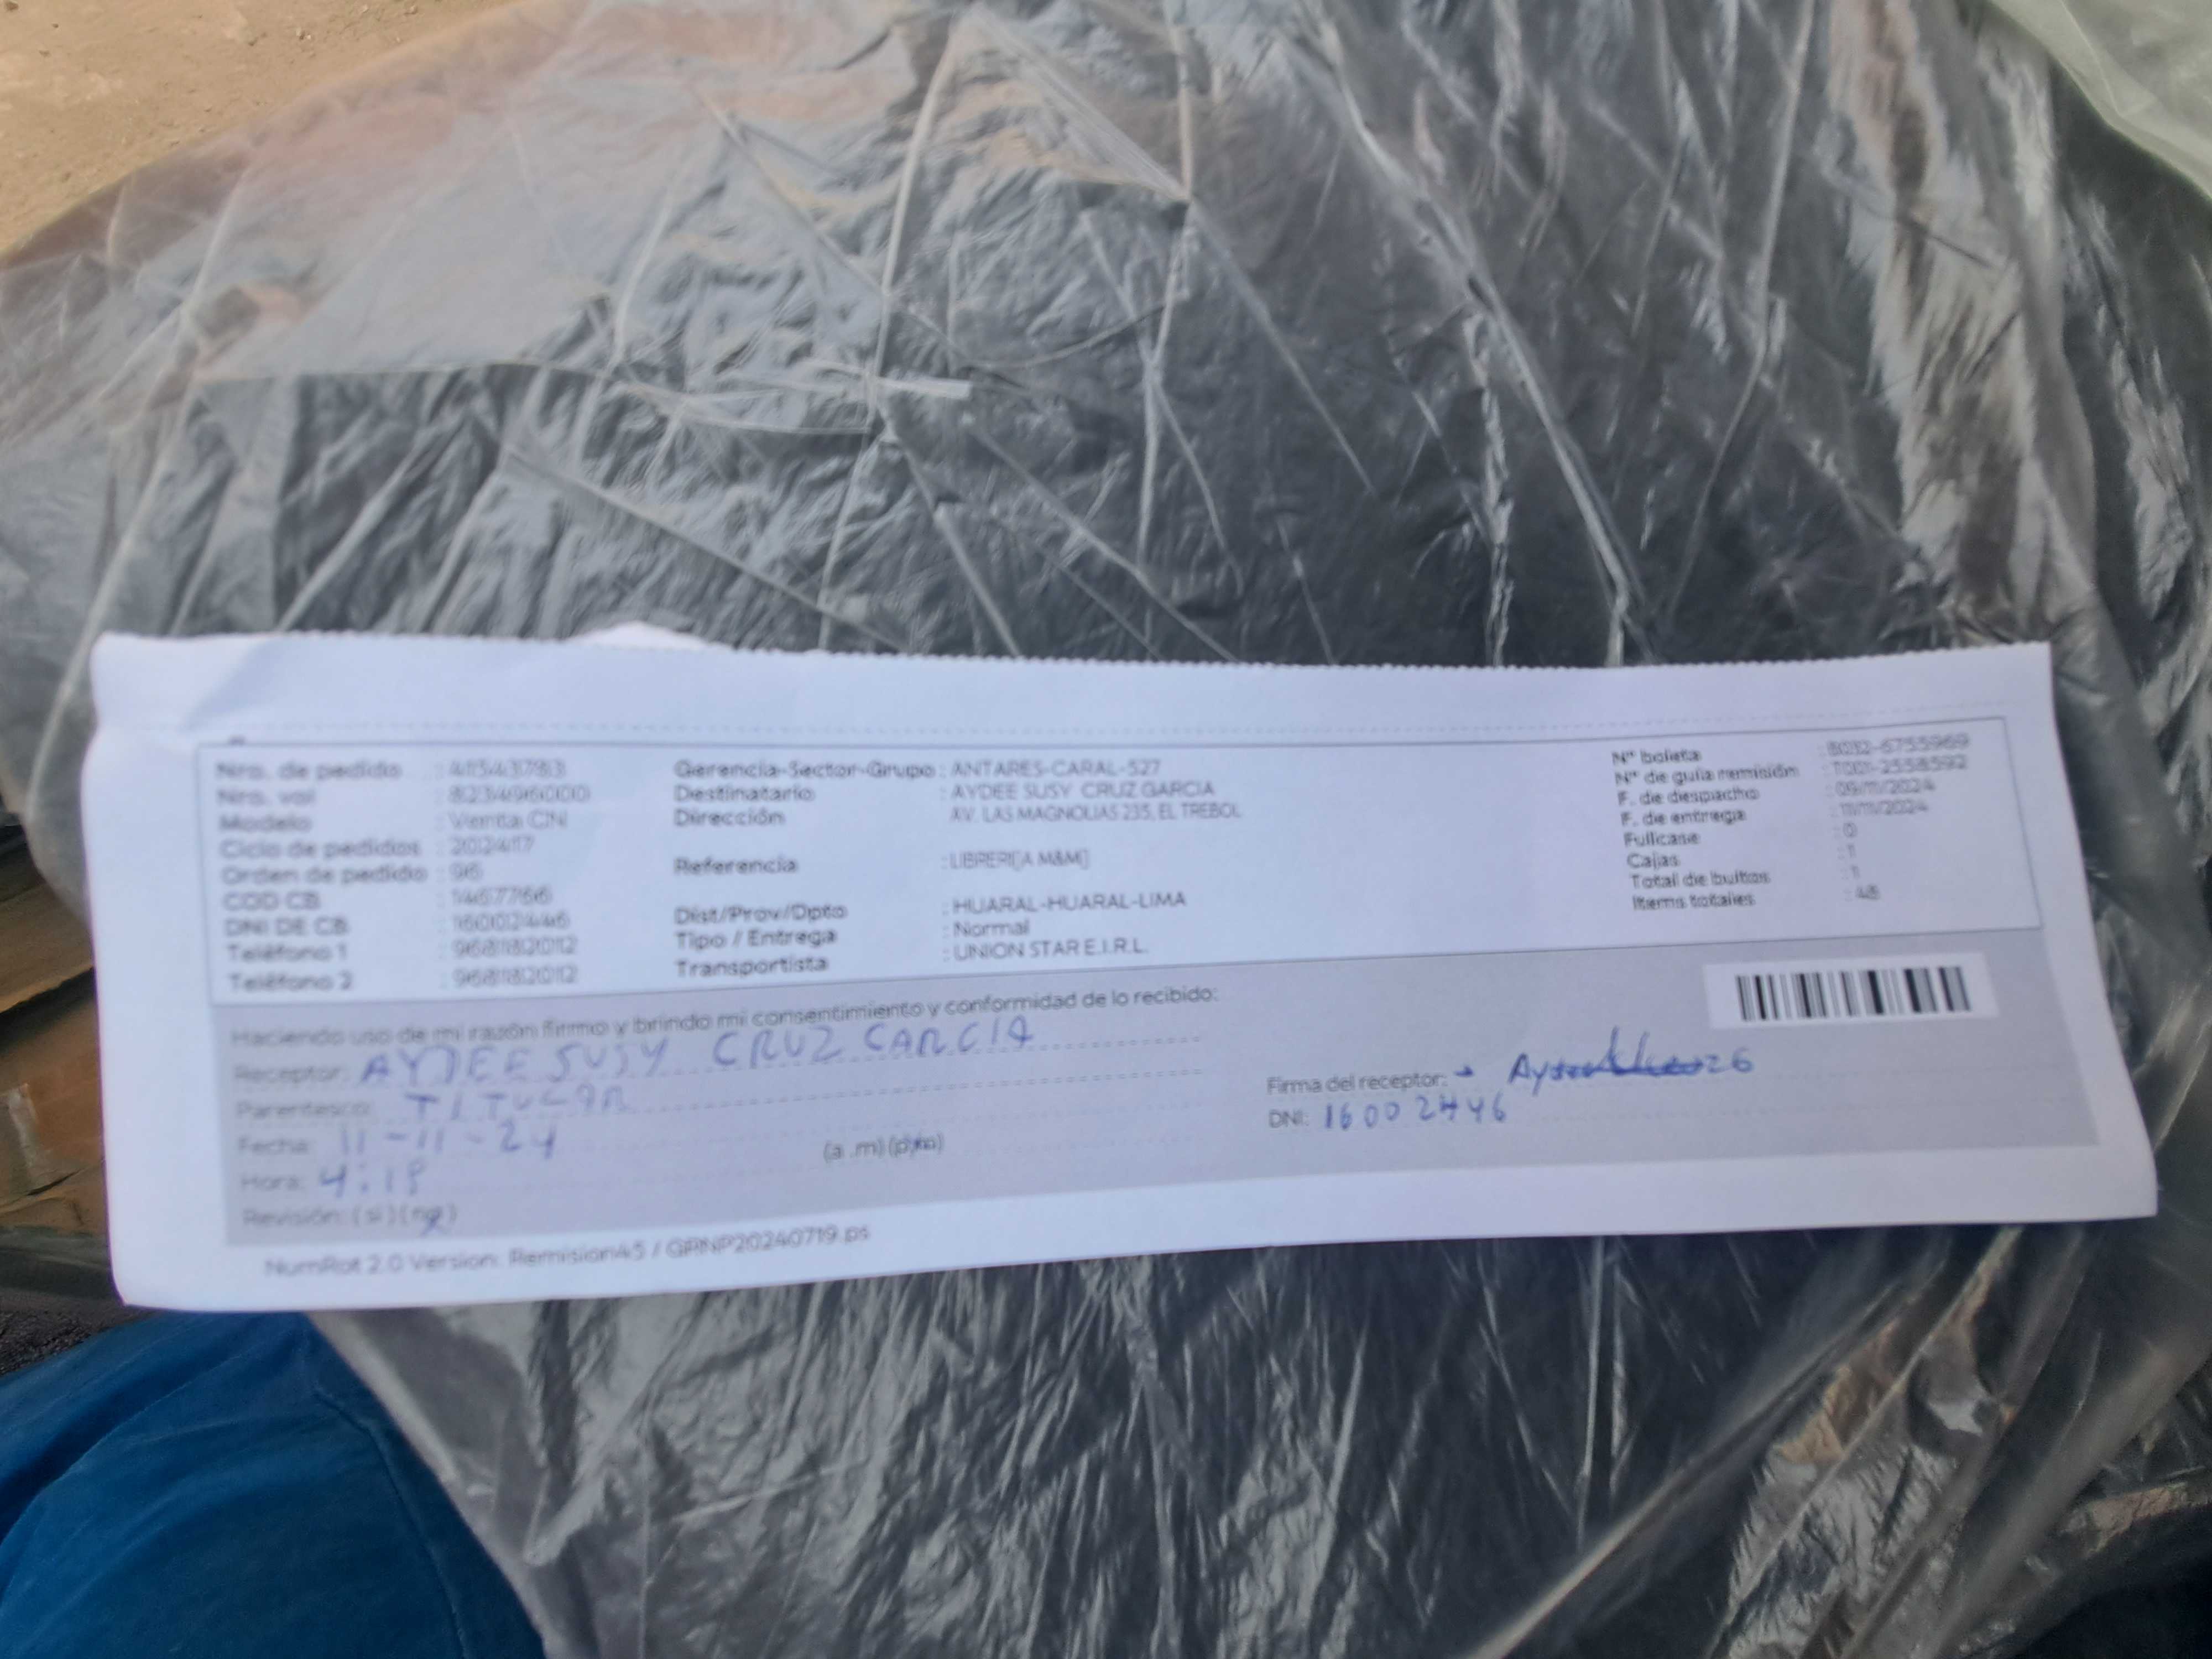 Nro. de pedido : 411543783
Nro. val : 8234960000
Modelo : Venta CN
Ciclo de pedidos : 202417
Orden de pedido : 96
COD CB : 1467766
DNI DE CB : 16002446
Teléfono 1 : 968182012
Teléfono 2 : 968182012
Gerencia-Sector-Grupo : ANTARES-CARAL-527
Destinatario : AYDEE SUSY CRUZ GARCIA
Dirección : AV. LAS MAGNOLIAS 235, EL TREBOL
Referencia : LIBRERI[A M&M]
Dist/Prov/Dpto : HUARAL-HUARAL-LIMA
Tipo / Entrega : Normal
Transportista : UNION STAR E.I.R.L.
N° boleta : B032-6755969
N° de guía remisión : T001-2558592
F. de despacho : 09/11/2024
F. de entrega : 11/11/2024
Fullcase : 0
Cajas : 1
Total de bultos : 1
Items totales : 48
Haciendo uso de mi razón firmo y brindo mi consentimiento y conformidad de lo recibido:
Receptor: AYDEE SUSY CRUZ GARCIA
Parentesco: TITULAR
Fecha: 11-11-24
Hora: 4:18 (a .m) (p.m)
Revisión: (si) (no)
Firma del receptor:
DNI: 16002446
NumRot 2.0 Version: Remision45 / GPINP20240719.ps